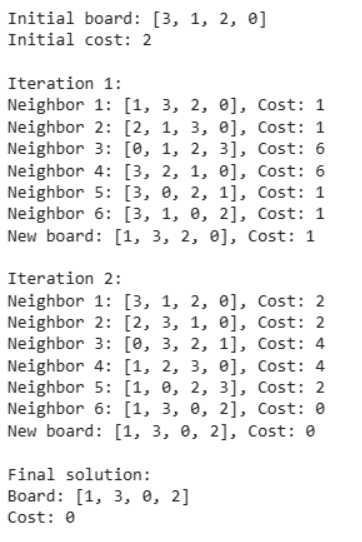 Initial board: [3, 1, 2, 0]
Initial cost: 2
Iteration 1:
Neighbor 1: [1, 3, 2, 0], Cost: 1
Neighbor 2: [2, 1, 3, 0], Cost: 1
Neighbor 3: [0, 1, 2, 3], Cost: 6
Neighbor 4: [3, 2, 1, 0], Cost: 6
Neighbor 5: [3, 0, 2, 1], Cost: 1
Neighbor 6: [3, 1, 0, 2], Cost: 1
New board: [1, 3, 2, 0], Cost: 1
Iteration 2:
Neighbor 1: [3, 1, 2, 0], Cost: 2
Neighbor 2: [2, 3, 1, 0], Cost: 2
Neighbor 3: [0, 3, 2, 1], Cost: 4
Neighbor 4: [1, 2, 3, 0], Cost: 4
Neighbor 5: [1, 0, 2, 3], Cost: 2
Neighbor 6: [1, 3, 0, 2], Cost: 0
New board: [1, 3, 0, 2], Cost: 0
Final solution:
Board: [1, 3, 0, 2]
Cost: 0